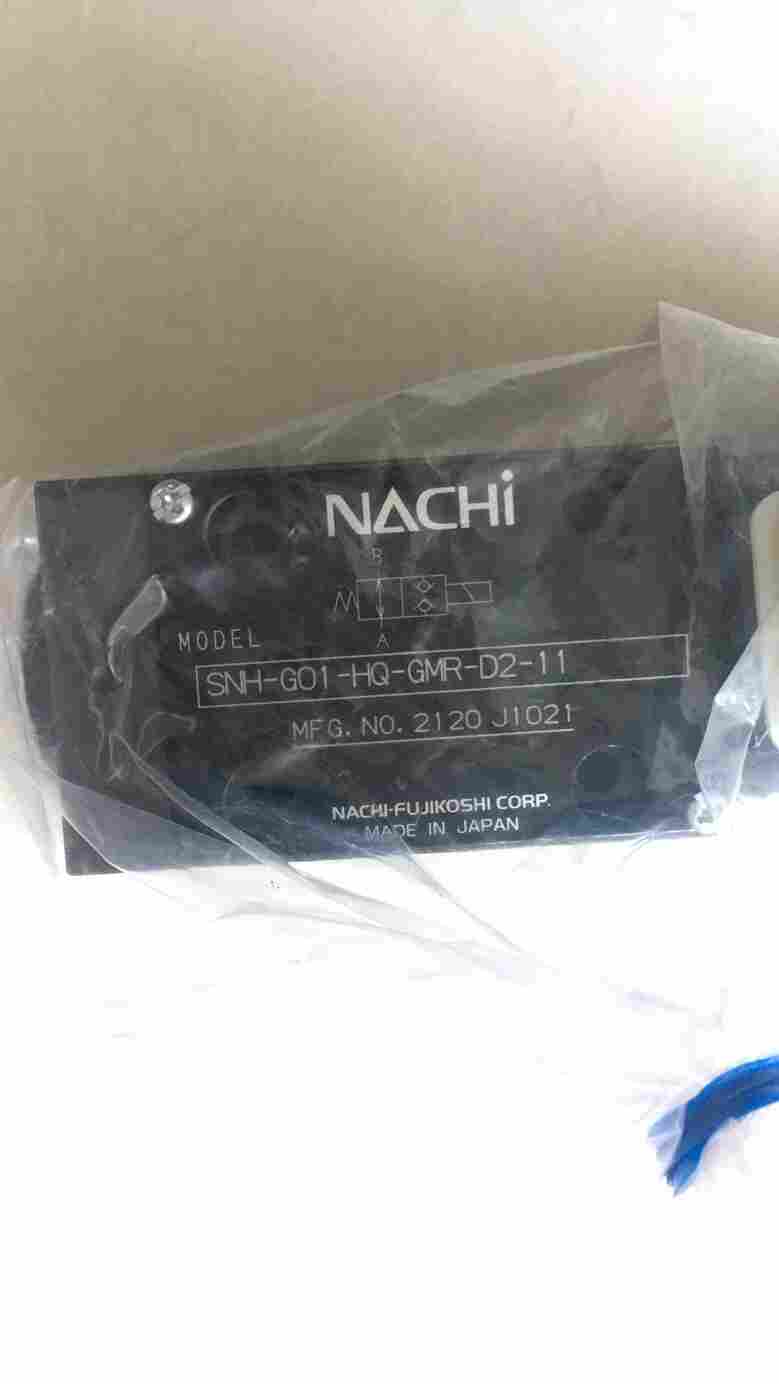 NACHi
B
A
MODEL
SNH-G01-HQ-GMR-D2-11
MFG. NO. 2120 J1021
NACHI-FUJIKOSHI CORP.
MADE IN JAPAN